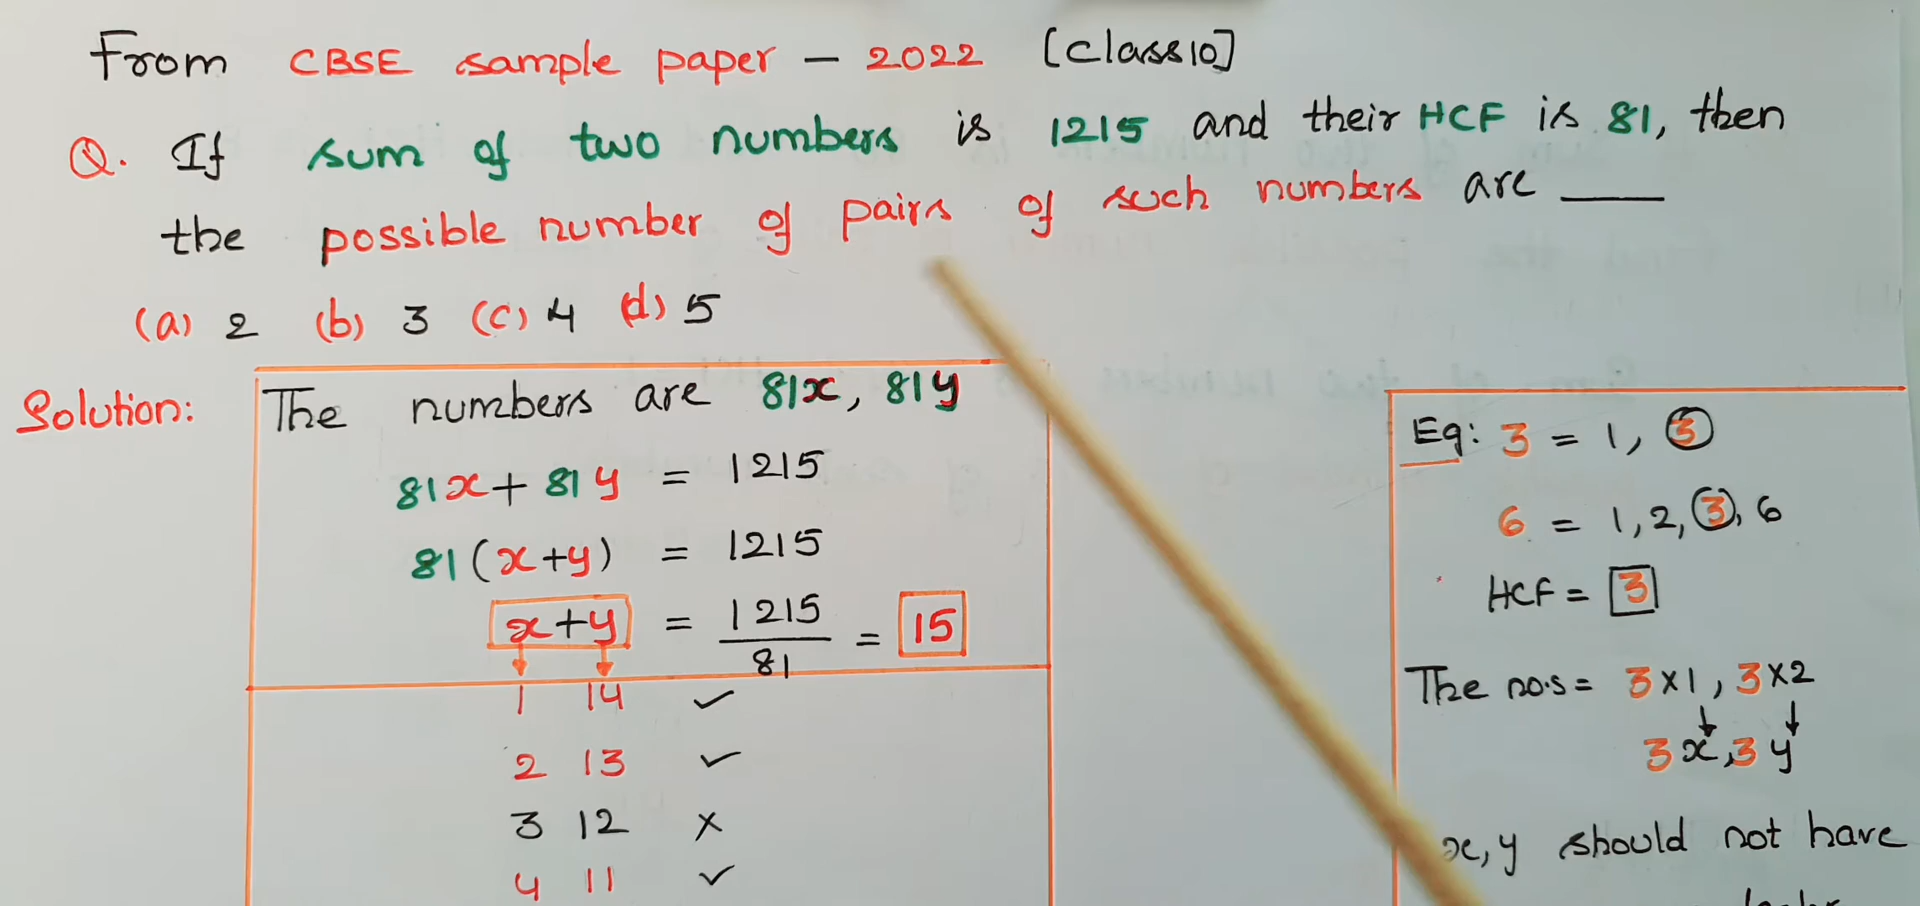 From CBSE sample paper – 2022 [Class 10]
Q. If sum of two numbers is 1215 and their HCF is 81, then
the possible number of pairs of such numbers are ____
(a) 2 (b) 3 (c) 4 (d) 5
Solution: The numbers are 81x, 81y
81x + 81y = 1215
81(x+y) = 1215
x+y = 1215/81 = 15
1 14 ✓
2 13 ✓
3 12 ×
4 11 ✓
Eg: 3 = 1, 3
6 = 1, 2, 3, 6
HCF = 3
The no.s = 3×1, 3×2
3x, 3y
x, y should not have